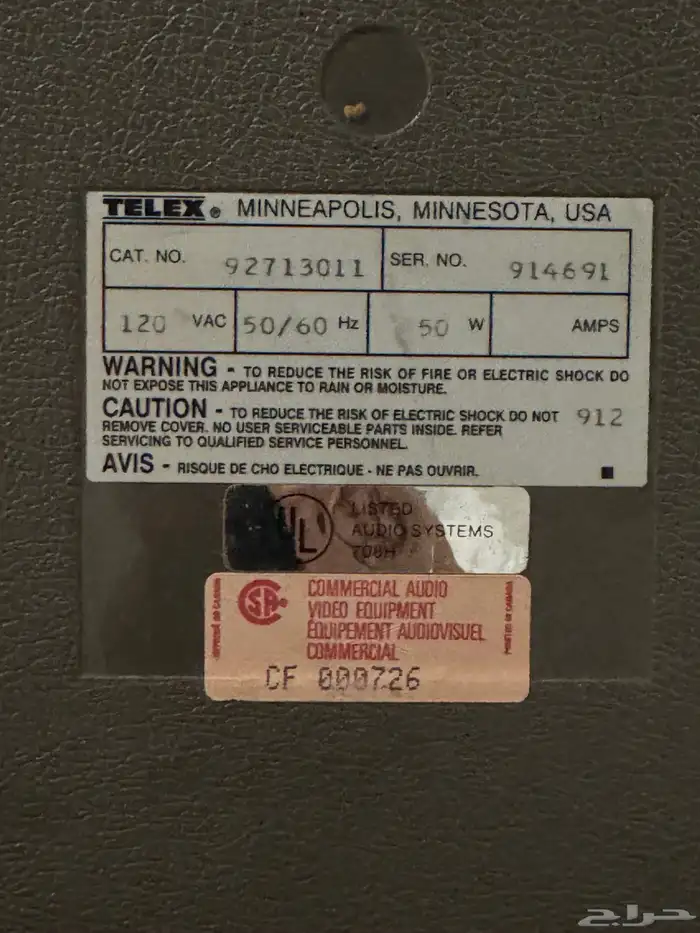 TELEX® MINNEAPOLIS, MINNESOTA, USA
CAT. NO. 92713011 SER. NO. 914691
120 VAC 50/60 Hz 50 W AMPS
WARNING - TO REDUCE THE RISK OF FIRE OR ELECTRIC SHOCK DO
NOT EXPOSE THIS APPLIANCE TO RAIN OR MOISTURE.
CAUTION - TO REDUCE THE RISK OF ELECTRIC SHOCK DO NOT 912
REMOVE COVER. NO USER SERVICEABLE PARTS INSIDE. REFER
SERVICING TO QUALIFIED SERVICE PERSONNEL.
AVIS - RISQUE DE CHO ELECTRIQUE - NE PAS OUVRIR.
UL
LISTED
AUDIO SYSTEMS
708H
SA
COMMERCIAL AUDIO
VIDEO EQUIPMENT
ÉQUIPEMENT AUDIOVISUEL
COMMERCIAL
CF 000726
حراج